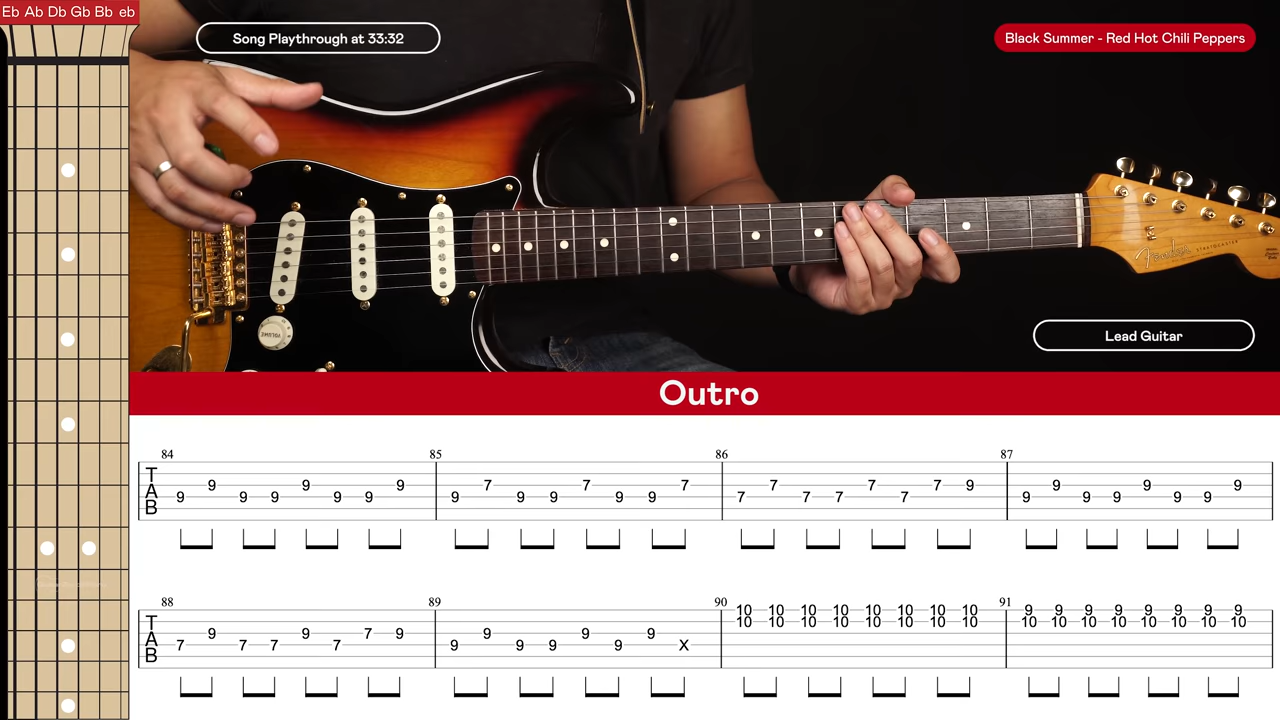 Eb Ab Db Gb Bb eb
Song Playthrough at 33:32
Black Summer - Red Hot Chili Peppers
Fender STRATOCASTER
VOLUME
Lead Guitar
Outro
84 85 86 87
T
A
B
9 9 9 9 9 9 9 9 9 7 9 9 7 9 9 7 7 7 7 7 7 7 7 9 9 9 9 9 9 9 9 9
88 89 90 91
T
A
B
10 10 10 10 10 10 10 10 9 9 9 9 9 9 9 9
10 10 10 10 10 10 10 10 10 10 10 10 10 10 10 10
7 9 7 7 9 7 7 9 9 9 9 9 9 9 9 X